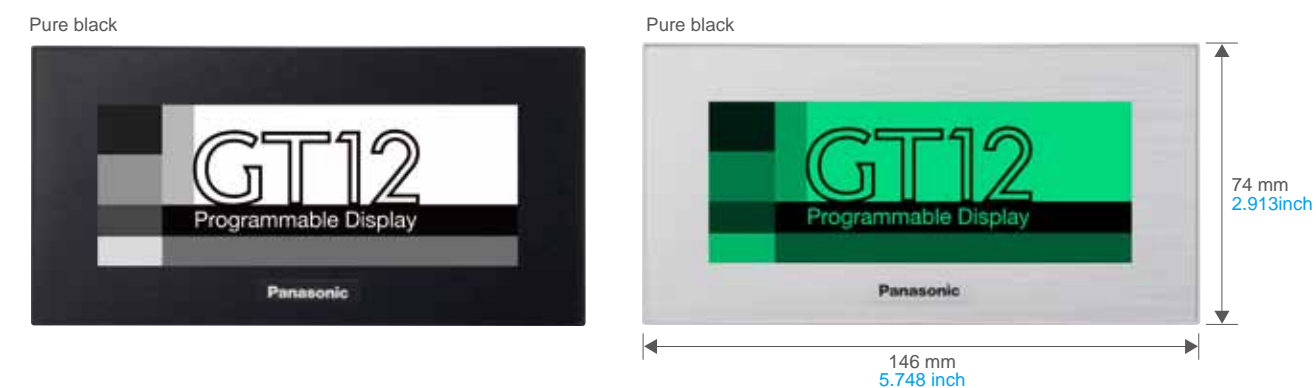 Pure black
GT12
Programmable Display
Panasonic
Pure black
GT12
Programmable Display
Panasonic
74 mm
2.913inch
146 mm
5.748 inch